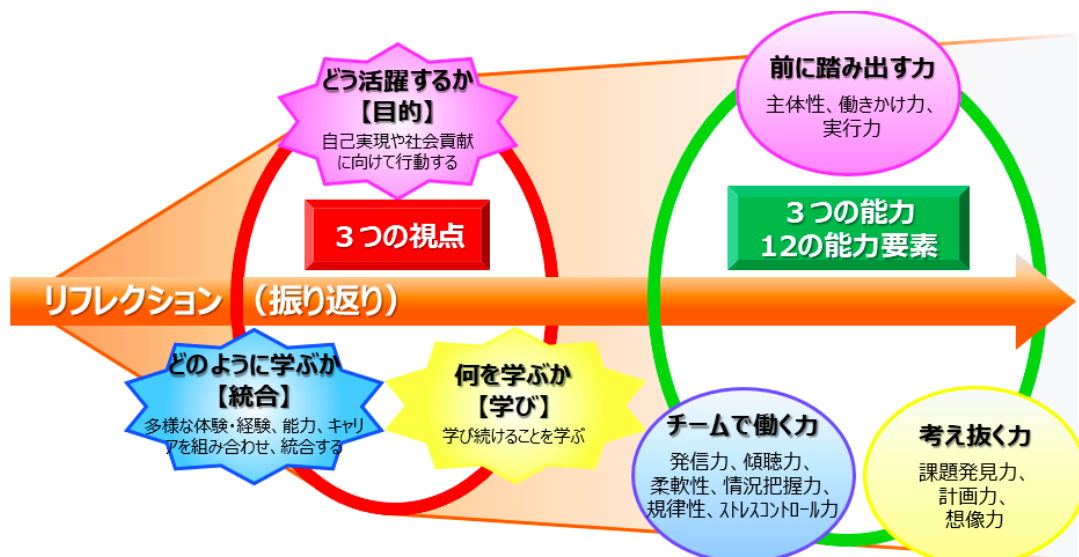 どう活躍するか
【目的】
自己実現や社会貢献
に向けて行動する
３つの視点
リフレクション （振り返り）
どのように学ぶか
【統合】
多様な体験・経験、能力、キャリ
アを組み合わせ、統合する
何を学ぶか
【学び】
学び続けることを学ぶ
前に踏み出す力
主体性、働きかけ力、
実行力
３つの能力
12の能力要素
チームで働く力
発信力、傾聴力、
柔軟性、情況把握力、
規律性、ｽﾄﾚｽｺﾝﾄﾛｰﾙ力
考え抜く力
課題発見力、
計画力、
想像力